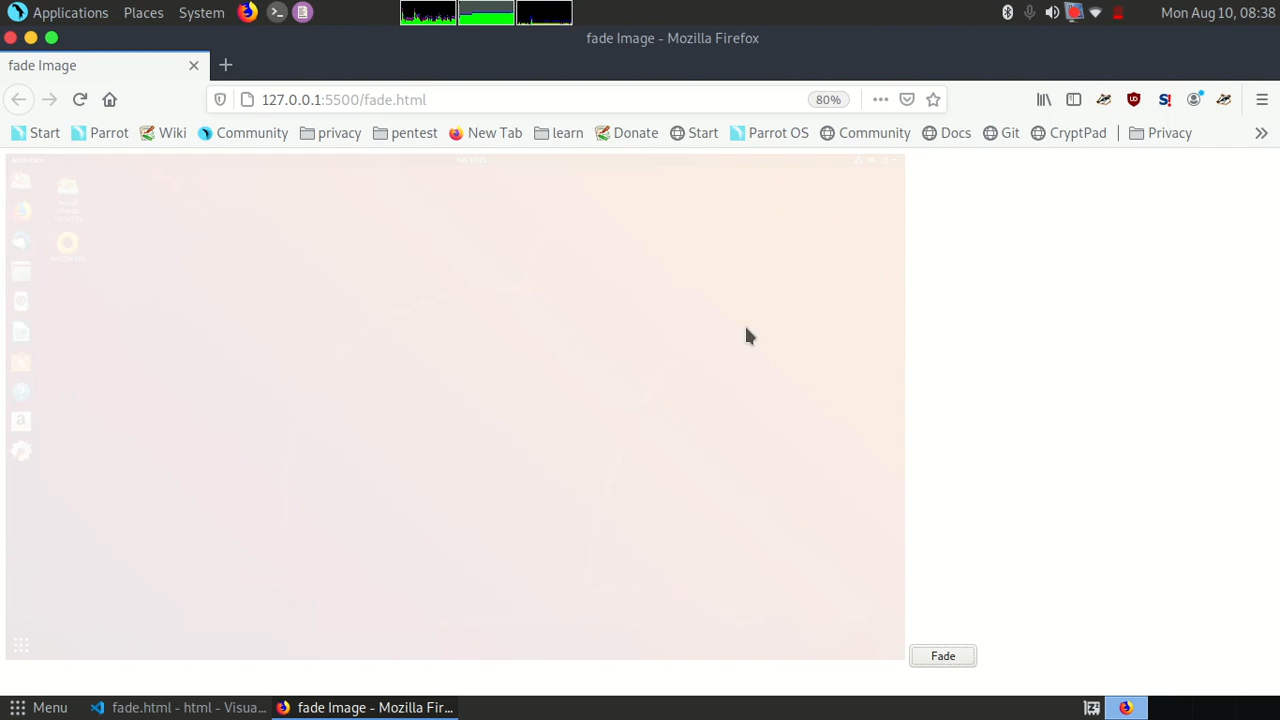 Applications Places System Mon Aug 10, 08:38
fade Image - Mozilla Firefox
fade Image
127.0.0.1:5500/fade.html 80%
Start Parrot Wiki Community privacy pentest New Tab learn Donate Start Parrot OS Community Docs Git CryptPad Privacy
Activities
Fade
Menu fade.html - html - Visua... fade Image - Mozilla Fir...